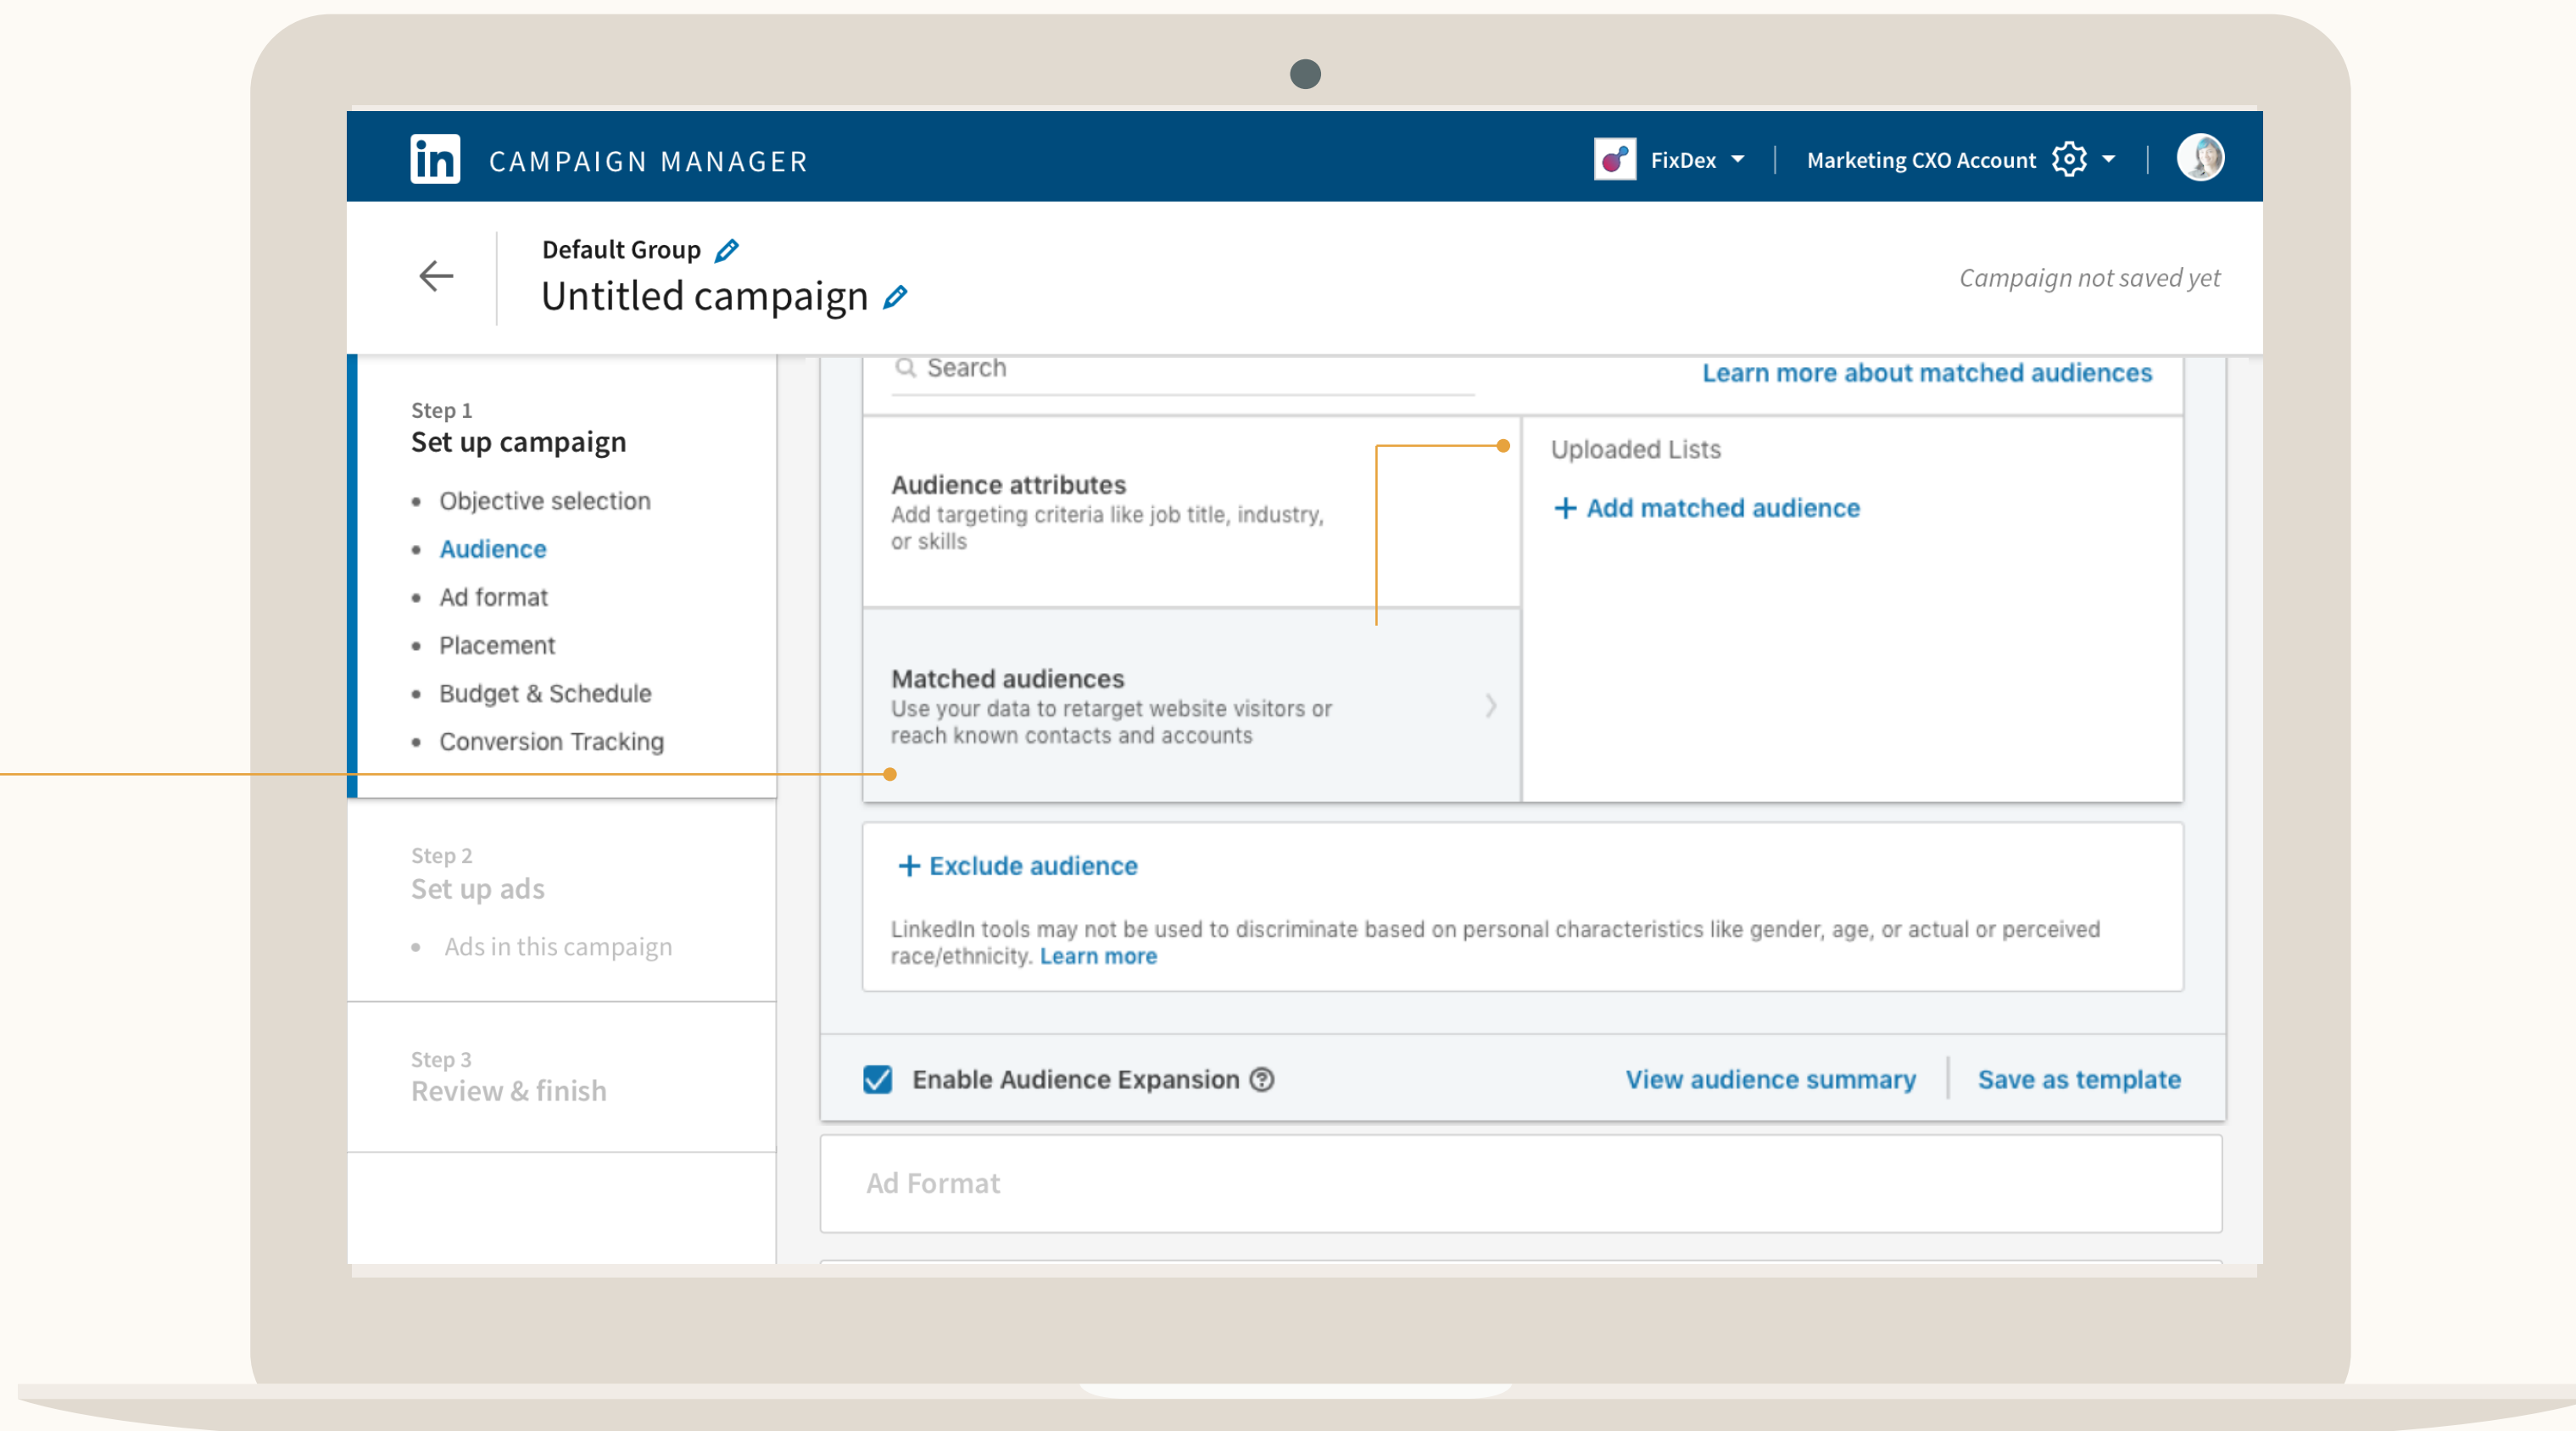 in CAMPAIGN MANAGER
FixDex
Marketing CXO Account
Default Group
Untitled campaign
Campaign not saved yet
Step 1
Set up campaign
Objective selection
Audience
Ad format
Placement
Budget & Schedule
Conversion Tracking
Step 2
Set up ads
Ads in this campaign
Step 3
Review & finish
Search
Learn more about matched audiences
Audience attributes
Add targeting criteria like job title, industry,
or skills
Matched audiences
Use your data to retarget website visitors or
reach known contacts and accounts
Uploaded Lists
+ Add matched audience
+ Exclude audience
LinkedIn tools may not be used to discriminate based on personal characteristics like gender, age, or actual or perceived
race/ethnicity. Learn more
Enable Audience Expansion
View audience summary
Save as template
Ad Format